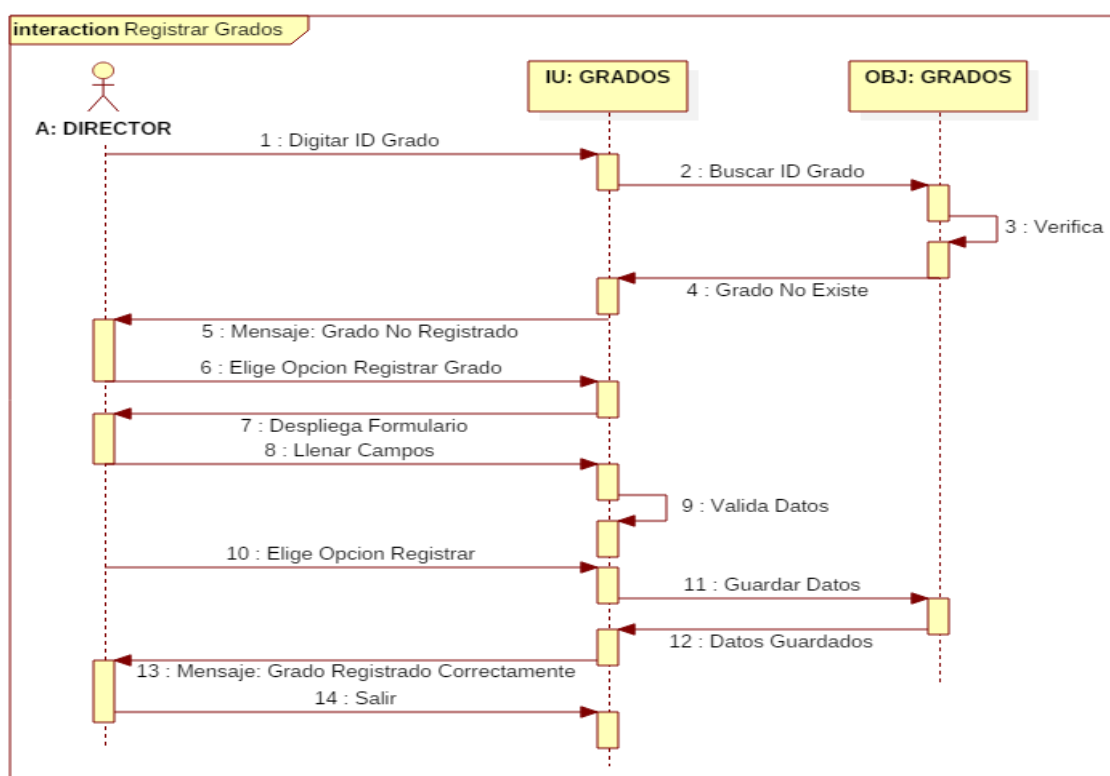 interaction Registrar Grados
IU: GRADOS
OBJ: GRADOS
A: DIRECTOR
1 : Digitar ID Grado
2 : Buscar ID Grado
3 : Verifica
4 : Grado No Existe
5 : Mensaje: Grado No Registrado
6 : Elige Opcion Registrar Grado
7 : Despliega Formulario
8 : Llenar Campos
9 : Valida Datos
10 : Elige Opcion Registrar
11 : Guardar Datos
12 : Datos Guardados
13 : Mensaje: Grado Registrado Correctamente
14 : Salir